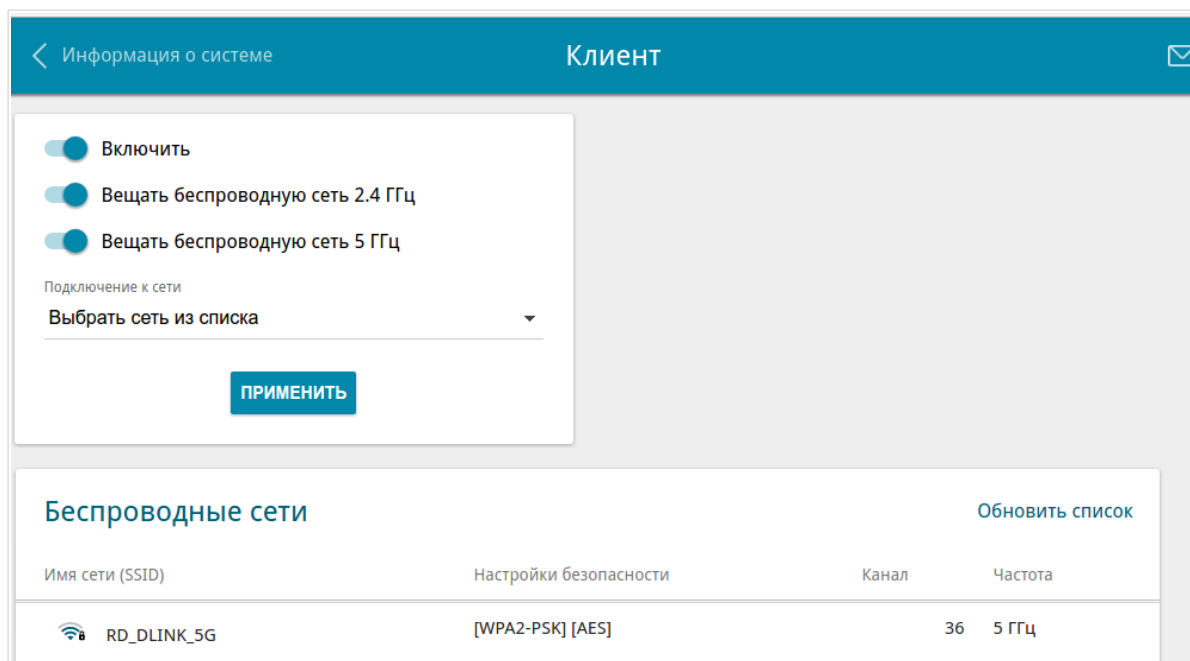 Информация о системе
Клиент
Включить
Вещать беспроводную сеть 2.4 ГГц
Вещать беспроводную сеть 5 ГГц
Подключение к сети
Выбрать сеть из списка
ПРИМЕНИТЬ
Беспроводные сети
Обновить список
Имя сети (SSID) Настройки безопасности Канал Частота
RD_DLINK_5G [WPA2-PSK] [AES] 36 5 ГГц